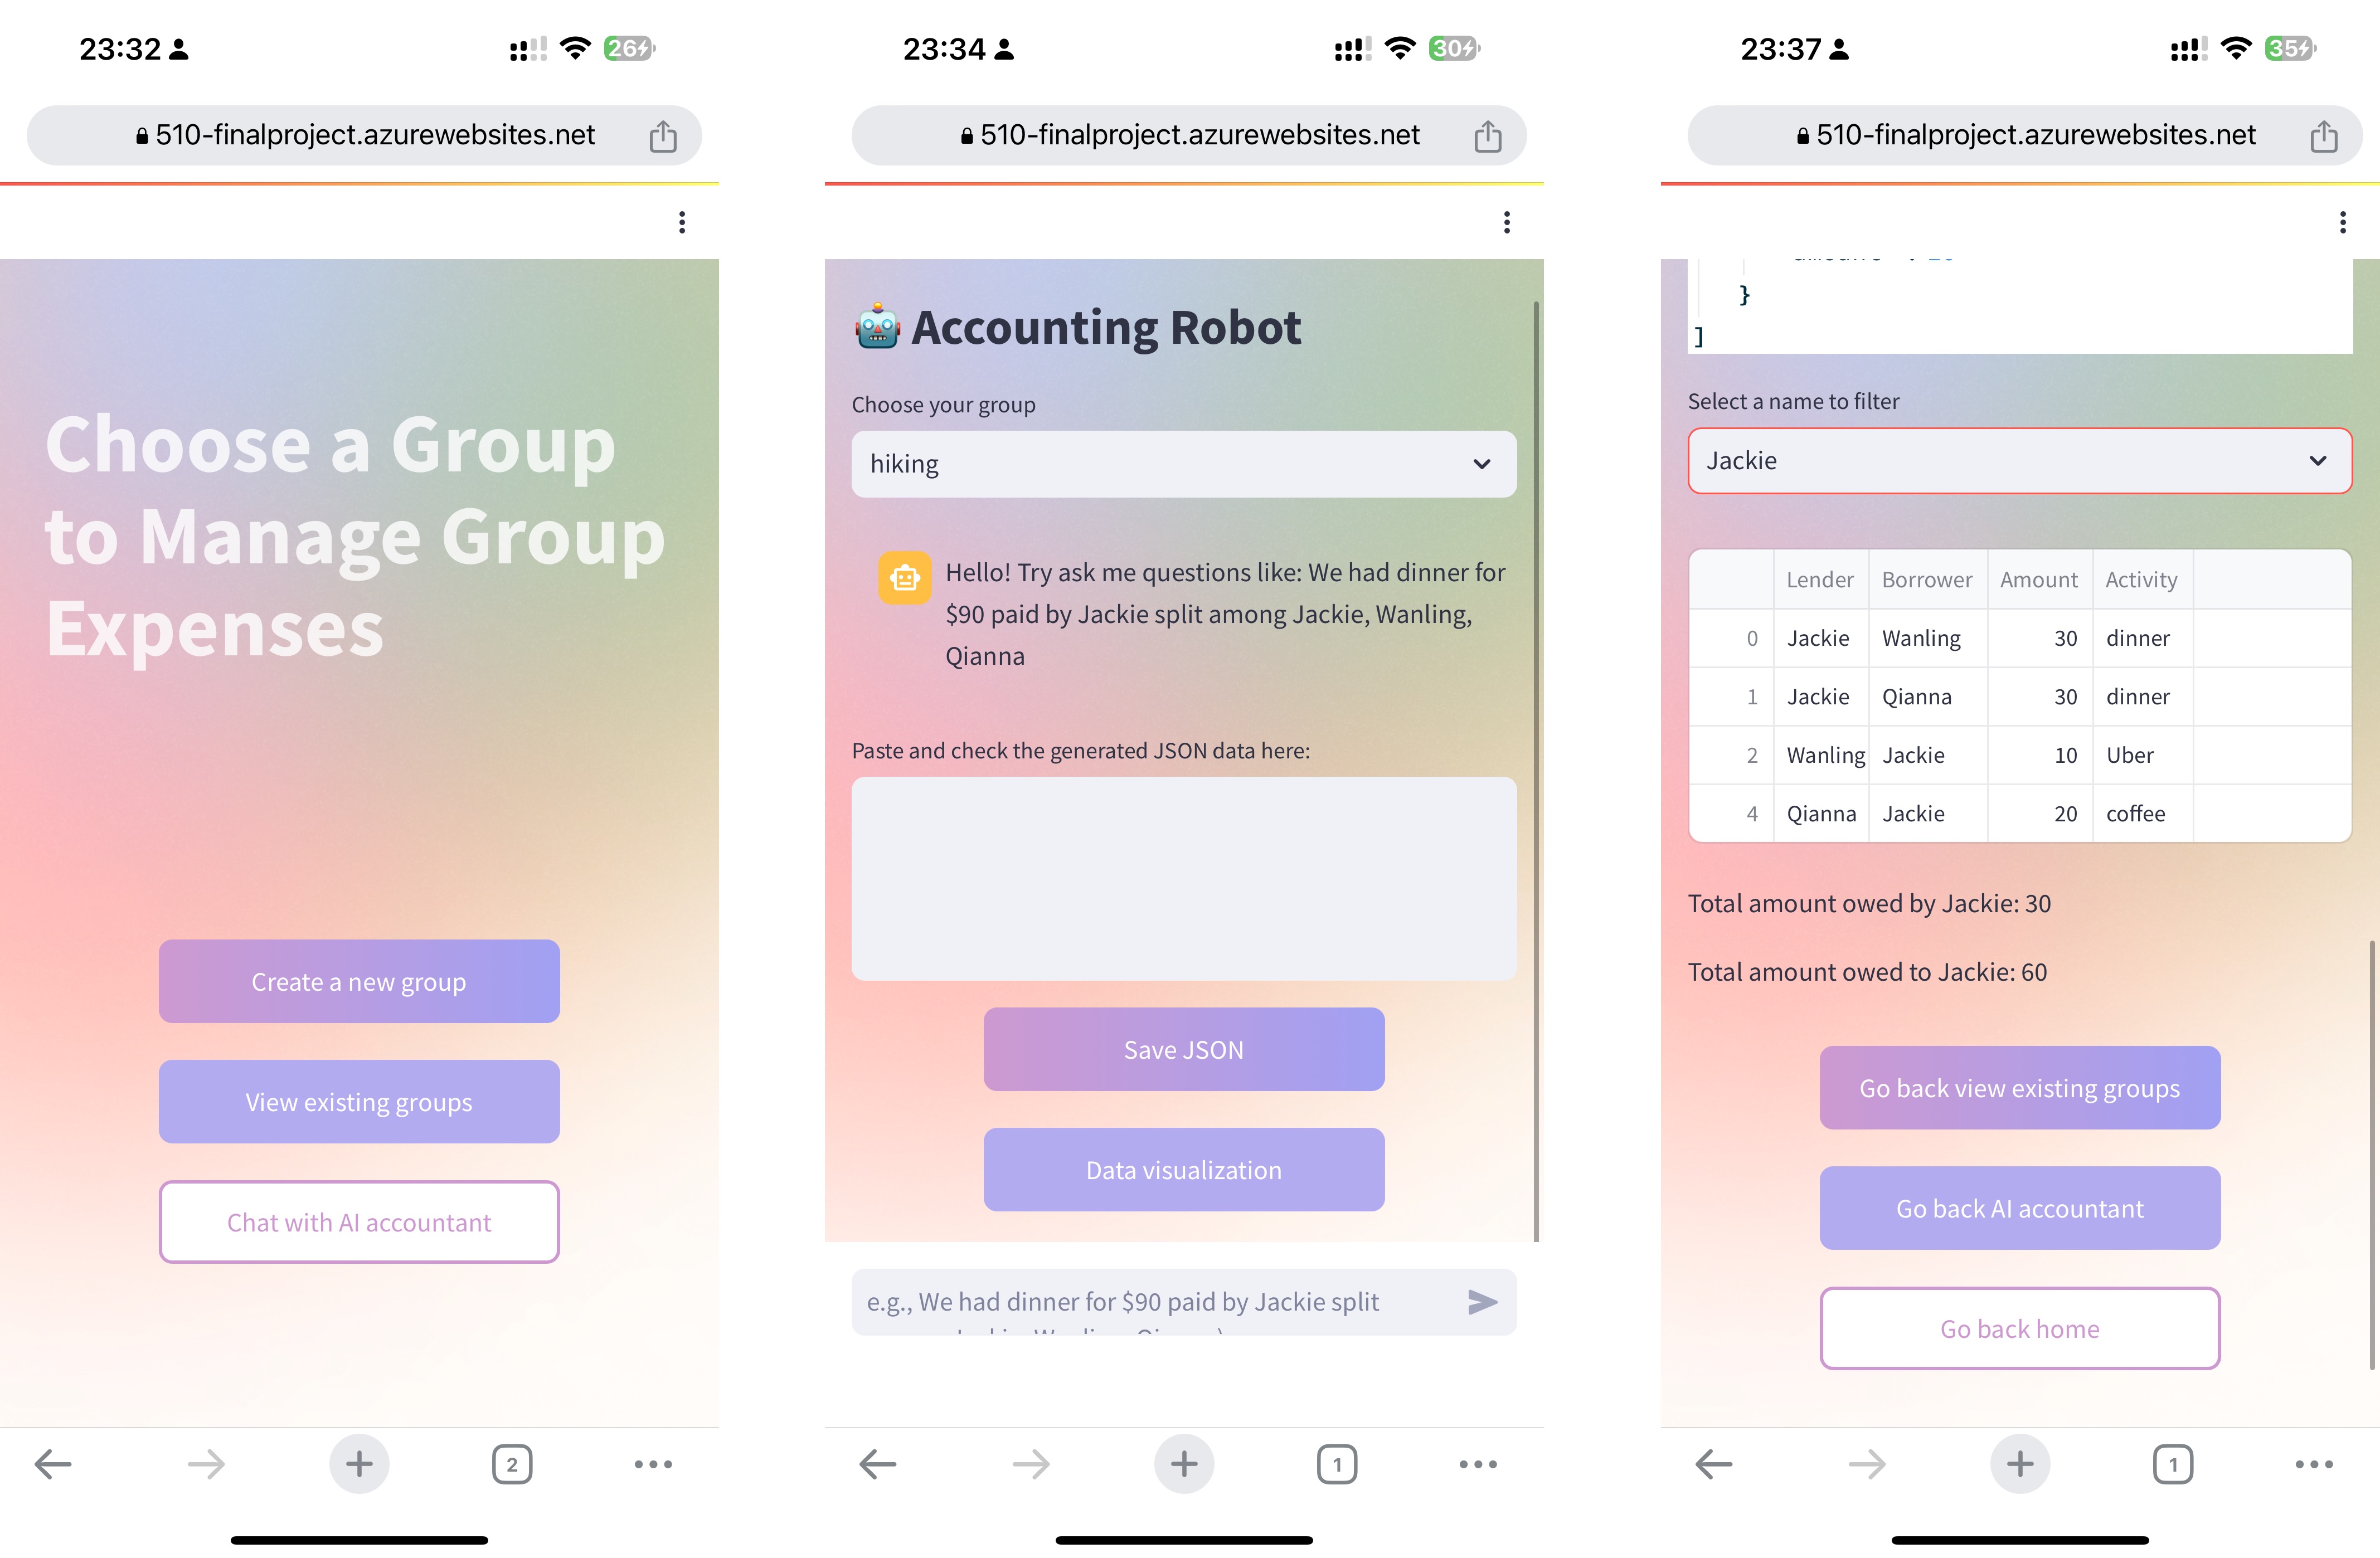 23:32
26
510-finalproject.azurewebsites.net
Choose a Group
to Manage Group
Expenses
Create a new group
View existing groups
Chat with AI accountant
2
23:34
30
510-finalproject.azurewebsites.net
Accounting Robot
Choose your group
hiking
Hello! Try ask me questions like: We had dinner for
$90 paid by Jackie split among Jackie, Wanling,
Qianna
Paste and check the generated JSON data here:
Save JSON
Data visualization
e.g., We had dinner for $90 paid by Jackie split
1
23:37
35
510-finalproject.azurewebsites.net
}
]
Select a name to filter
Jackie
Lender Borrower Amount Activity
0 Jackie Wanling 30 dinner
1 Jackie Qianna 30 dinner
2 Wanling Jackie 10 Uber
4 Qianna Jackie 20 coffee
Total amount owed by Jackie: 30
Total amount owed to Jackie: 60
Go back view existing groups
Go back AI accountant
Go back home
1